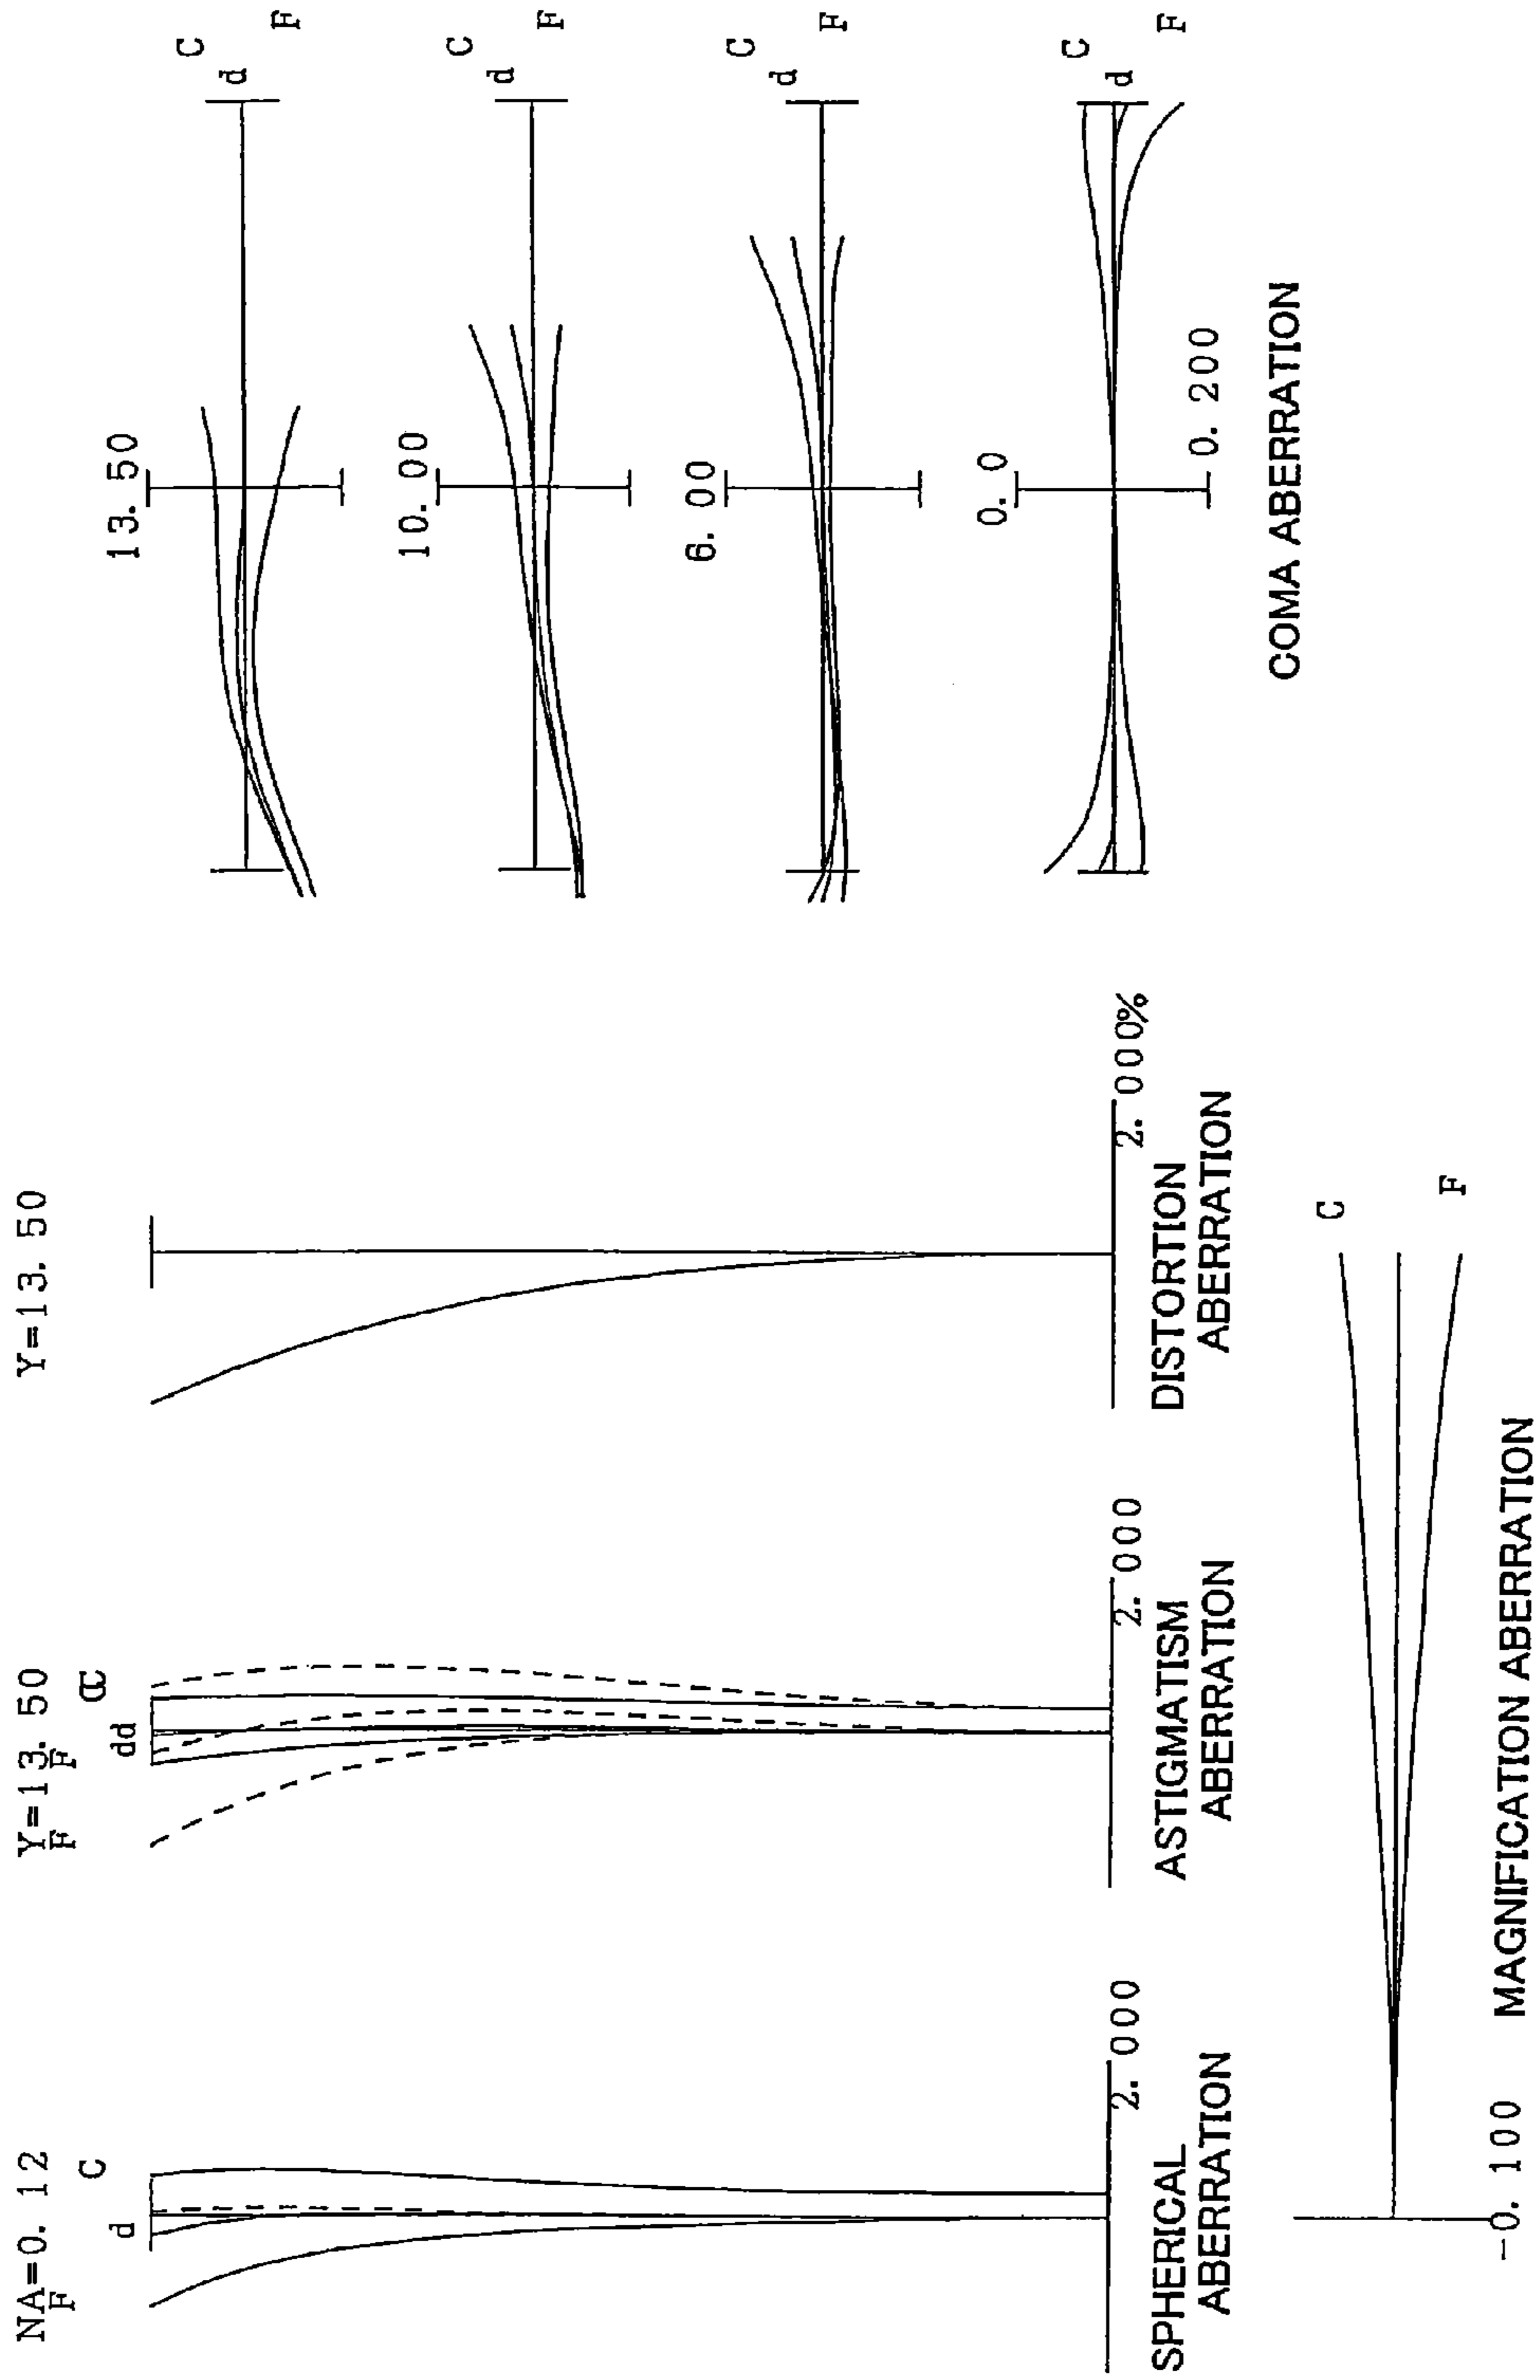 NA=0. 12
F
d
C
2. 000
SPHERICAL
ABERRATION
Y=13. 50
F
F
dd
CC
2. 000
ASTIGMATISM
ABERRATION
Y=13. 50
2. 000%
DISTORTION
ABERRATION
13. 50
C
d
F
10. 00
C
d
F
6. 00
C
d
F
0. 0
C
d
F
0. 200
COMA ABERRATION
C
F
-0. 100
MAGNIFICATION ABERRATION